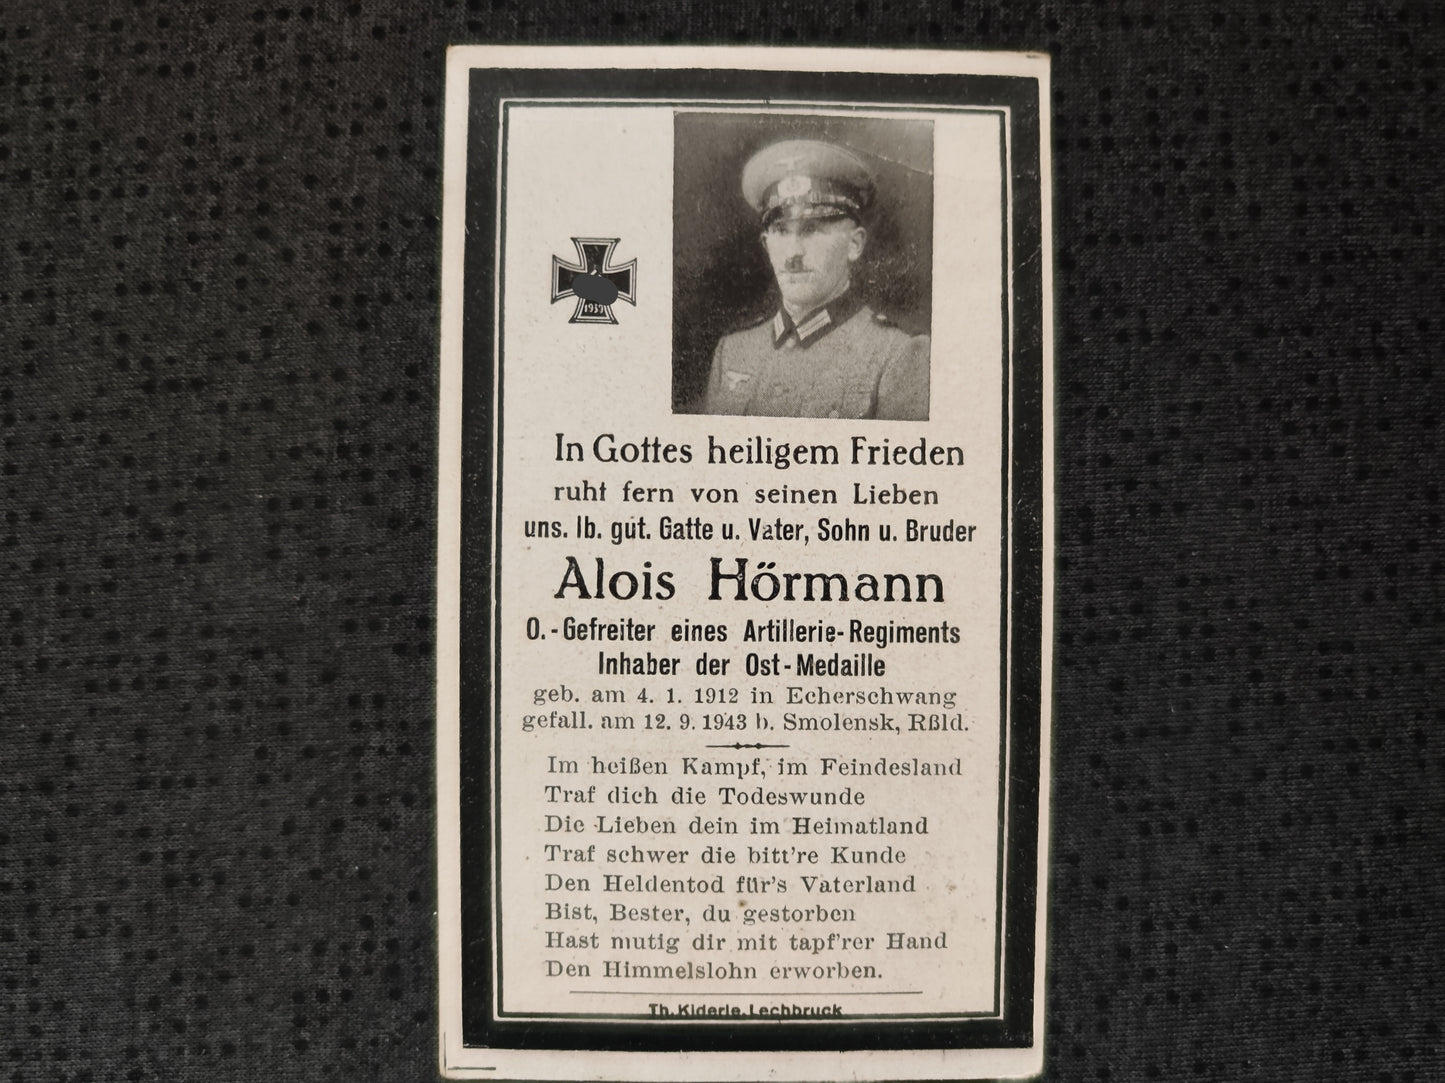 1939
In Gottes heiligem Frieden
ruht fern von seinen Lieben
uns. lb. gut. Gatte u. Vater, Sohn u. Bruder
Alois Hörmann
O.-Gefreiter eines Artillerie-Regiments
Inhaber der Ost-Medaille
geb. am 4. 1. 1912 in Echerschwang
gefall. am 12. 9. 1943 b. Smolensk, Rßld.
Im heißen Kampf, im Feindesland
Traf dich die Todeswunde
Die Lieben dein im Heimatland
Traf schwer die bitt're Kunde
Den Heldentod für's Vaterland
Bist, Bester, du gestorben
Hast mutig dir mit tapf'rer Hand
Den Himmelslohn erworben.
Th. Kiderle, Lechbruck